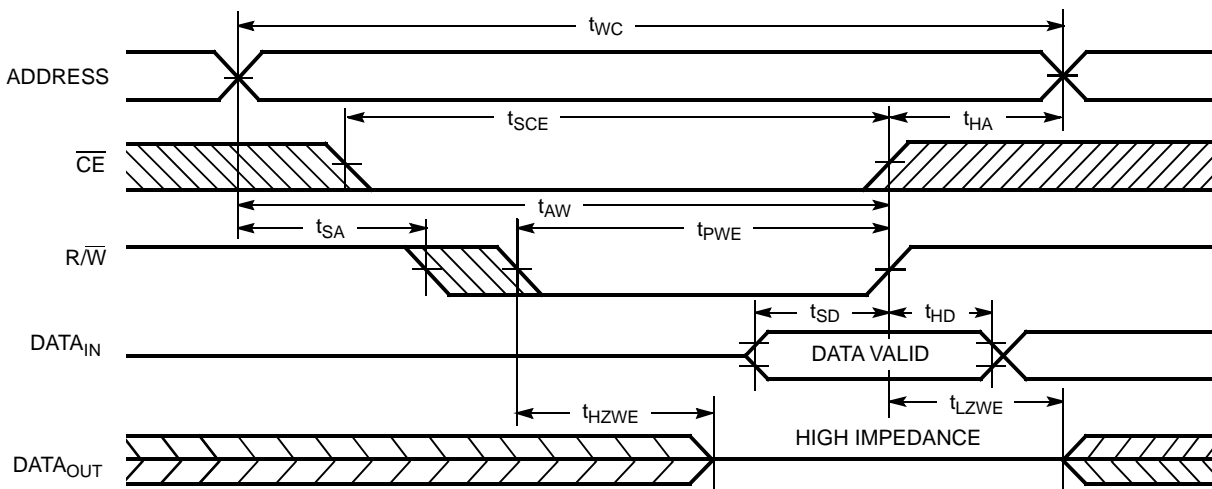 tWC
ADDRESS
tSCE
tHA
CE
tAW
tSA
tPWE
R/W
tSD
tHD
DATAIN
DATA VALID
tHZWE
tLZWE
HIGH IMPEDANCE
DATAOUT